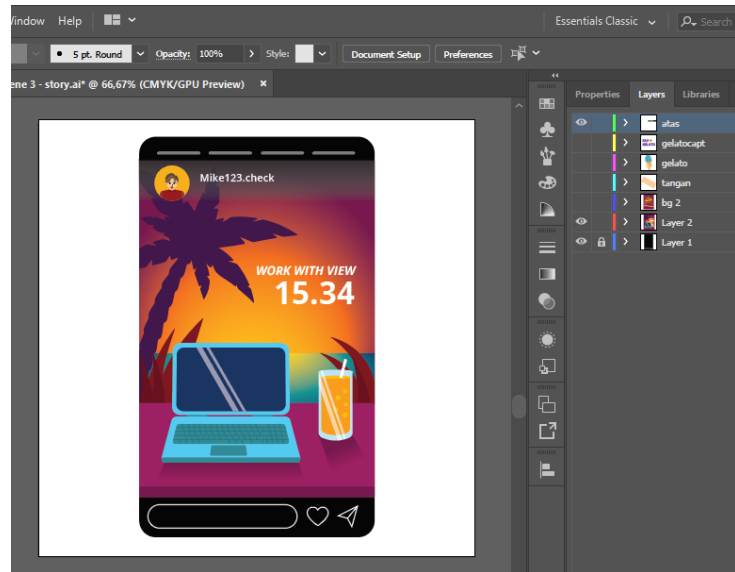 Window Help
Essentials Classic
Search
5 pt. Round
Opacity: 100%
Style:
Document Setup
Preferences
ene 3 - story.ai* @ 66,67% (CMYK/GPU Preview) ×
Properties Layers Libraries
atas
gelatocapt
gelato
tangan
bg 2
Layer 2
Layer 1
Mike123.check
WORK WITH VIEW
15.34